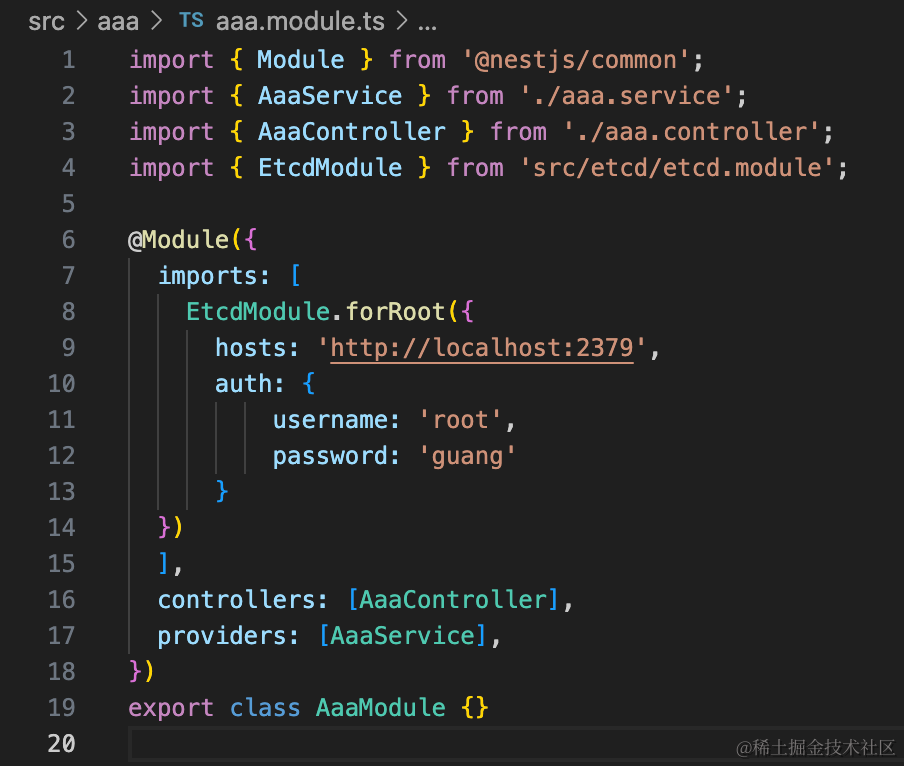 src > aaa > TS aaa.module.ts > ...
1 import { Module } from '@nestjs/common';
2 import { AaaService } from './aaa.service';
3 import { AaaController } from './aaa.controller';
4 import { EtcdModule } from 'src/etcd/etcd.module';
5
6 @Module({
7   imports: [
8     EtcdModule.forRoot({
9       hosts: 'http://localhost:2379',
10       auth: {
11           username: 'root',
12           password: 'guang'
13       }
14   })
15   ],
16   controllers: [AaaController],
17   providers: [AaaService],
18 })
19 export class AaaModule {}
20
@稀土掘金技术社区